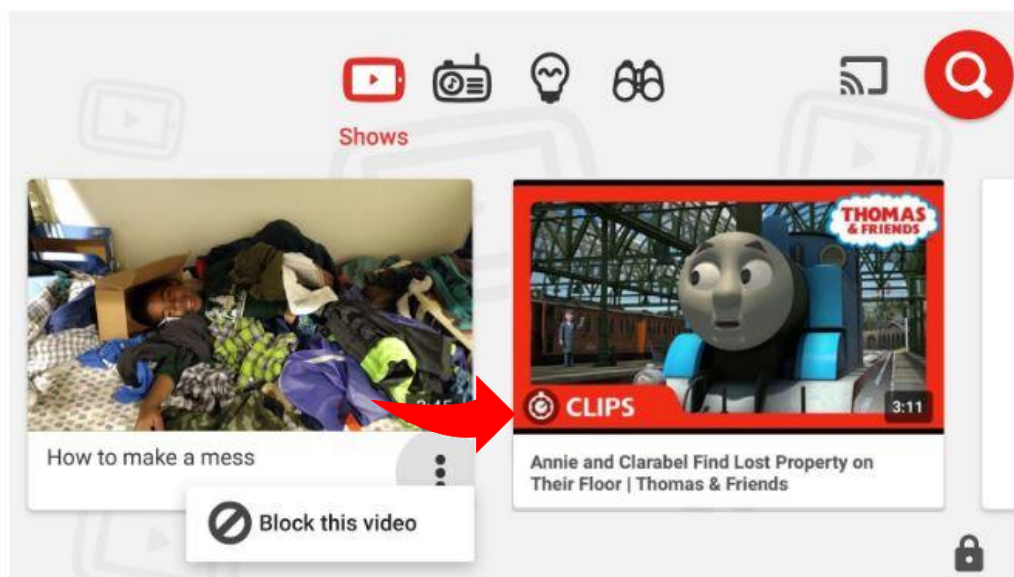 Shows
THOMAS
& FRIENDS
CLIPS
3:11
How to make a mess
Block this video
Annie and Clarabel Find Lost Property on
Their Floor | Thomas & Friends